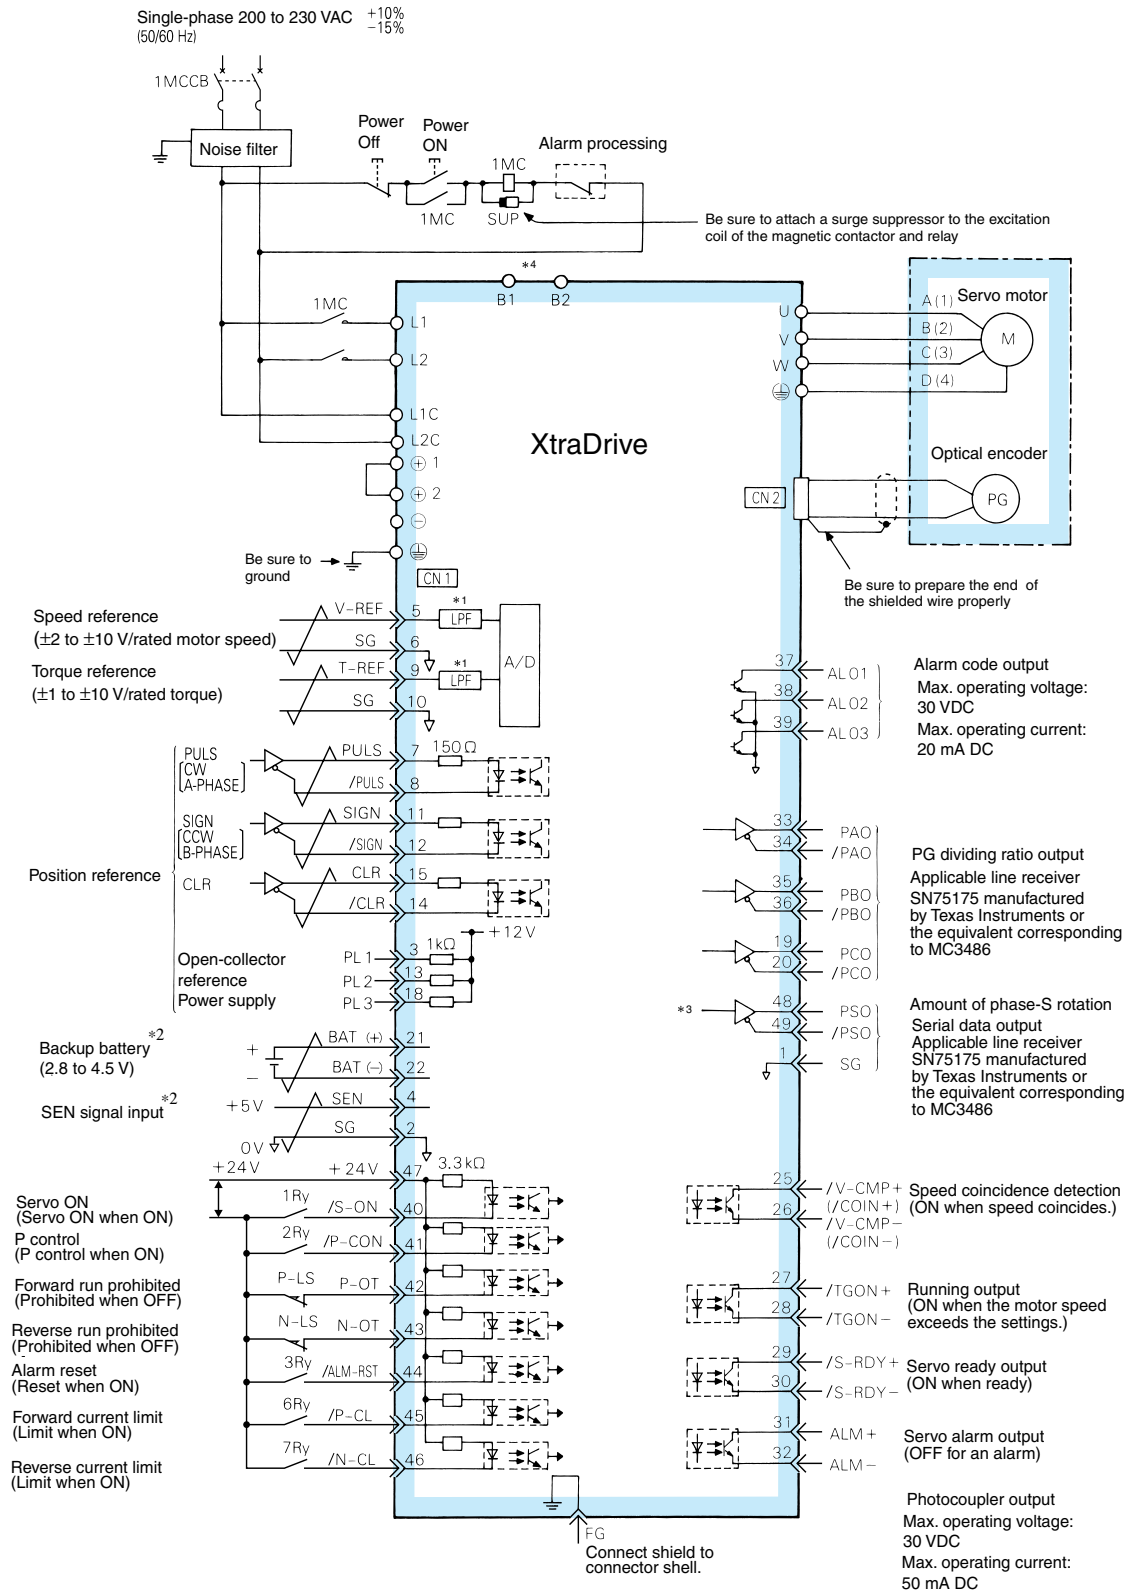 Single-phase 200 to 230 VAC +10% −15%
(50/60 Hz)
1MCCB
Noise filter
Power Off
Power ON
1MC
Alarm processing
1MC
SUP
Be sure to attach a surge suppressor to the excitation
coil of the magnetic contactor and relay
*4
B1 B2
1MC
L1
L2
L1C
L2C
⊕ 1
⊕ 2
⊖
Be sure to
ground
CN 1
XtraDrive
U
V
W
A (1)
B (2)
C (3)
D (4)
Servo motor
M
Optical encoder
PG
CN 2
Be sure to prepare the end of
the shielded wire properly
Speed reference
(±2 to ±10 V/rated motor speed)
V-REF 5 *1 LPF
SG 6
Torque reference
(±1 to ±10 V/rated torque)
T-REF 9 *1 LPF
SG 10
A/D
Position reference
PULS
CW
A-PHASE
PULS 7 150 Ω
/PULS 8
SIGN
CCW
B-PHASE
SIGN 11
/SIGN 12
CLR
CLR 15
/CLR 14
Open-collector
reference
Power supply
+12V
PL 1 3 1kΩ
PL 2 13
PL 3 18
Backup battery *2
(2.8 to 4.5 V)
+
−
BAT (+) 21
BAT (−) 22
SEN signal input *2
+5V
SEN 4
0V
SG 2
+24V
+24V 47 3.3kΩ
Servo ON
(Servo ON when ON)
1Ry /S-ON 40
P control
(P control when ON)
2Ry /P-CON 41
Forward run prohibited
(Prohibited when OFF)
P-LS P-OT 42
Reverse run prohibited
(Prohibited when OFF)
N-LS N-OT 43
Alarm reset
(Reset when ON)
3Ry /ALM-RST 44
Forward current limit
(Limit when ON)
6Ry /P-CL 45
Reverse current limit
(Limit when ON)
7Ry /N-CL 46
FG
Connect shield to
connector shell.
37 ALO1
38 ALO2
39 ALO3
Alarm code output
Max. operating voltage:
30 VDC
Max. operating current:
20 mA DC
33 PAO
34 /PAO
35 PBO
36 /PBO
19 PCO
20 /PCO
PG dividing ratio output
Applicable line receiver
SN75175 manufactured
by Texas Instruments or
the equivalent corresponding
to MC3486
*3
48 PSO
49 /PSO
1 SG
Amount of phase-S rotation
Serial data output
Applicable line receiver
SN75175 manufactured
by Texas Instruments or
the equivalent corresponding
to MC3486
25 /V-CMP+
(/COIN+)
26 /V-CMP−
(/COIN−)
Speed coincidence detection
(ON when speed coincides.)
27 /TGON+
28 /TGON−
Running output
(ON when the motor speed
exceeds the settings.)
29 /S-RDY+
30 /S-RDY−
Servo ready output
(ON when ready)
31 ALM+
32 ALM−
Servo alarm output
(OFF for an alarm)
Photocoupler output
Max. operating voltage:
30 VDC
Max. operating current:
50 mA DC